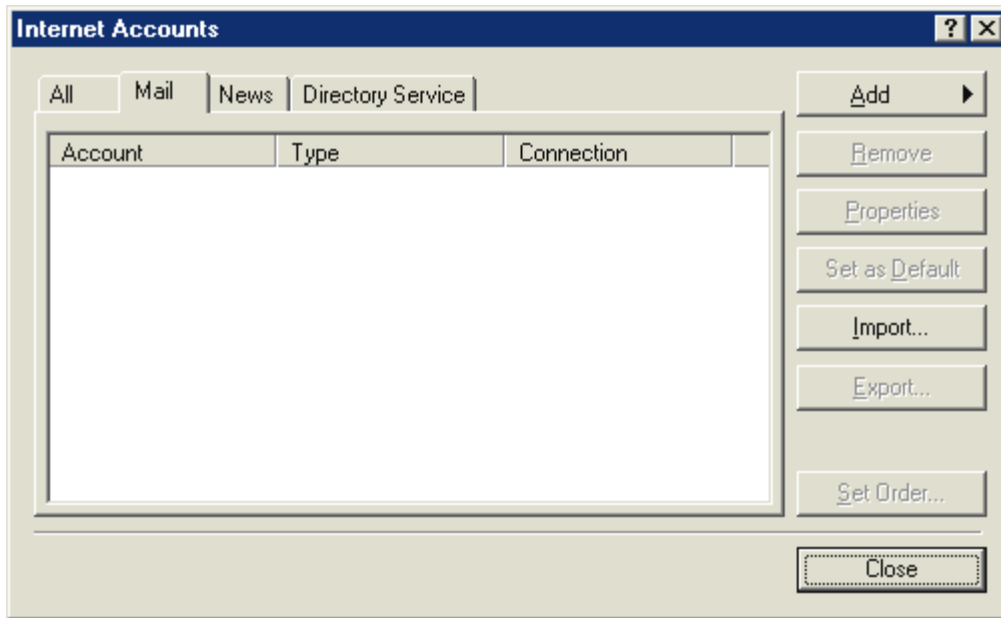 Internet Accounts
All Mail News Directory Service
Add
Account Type Connection
Remove
Properties
Set as Default
Import...
Export...
Set Order...
Close